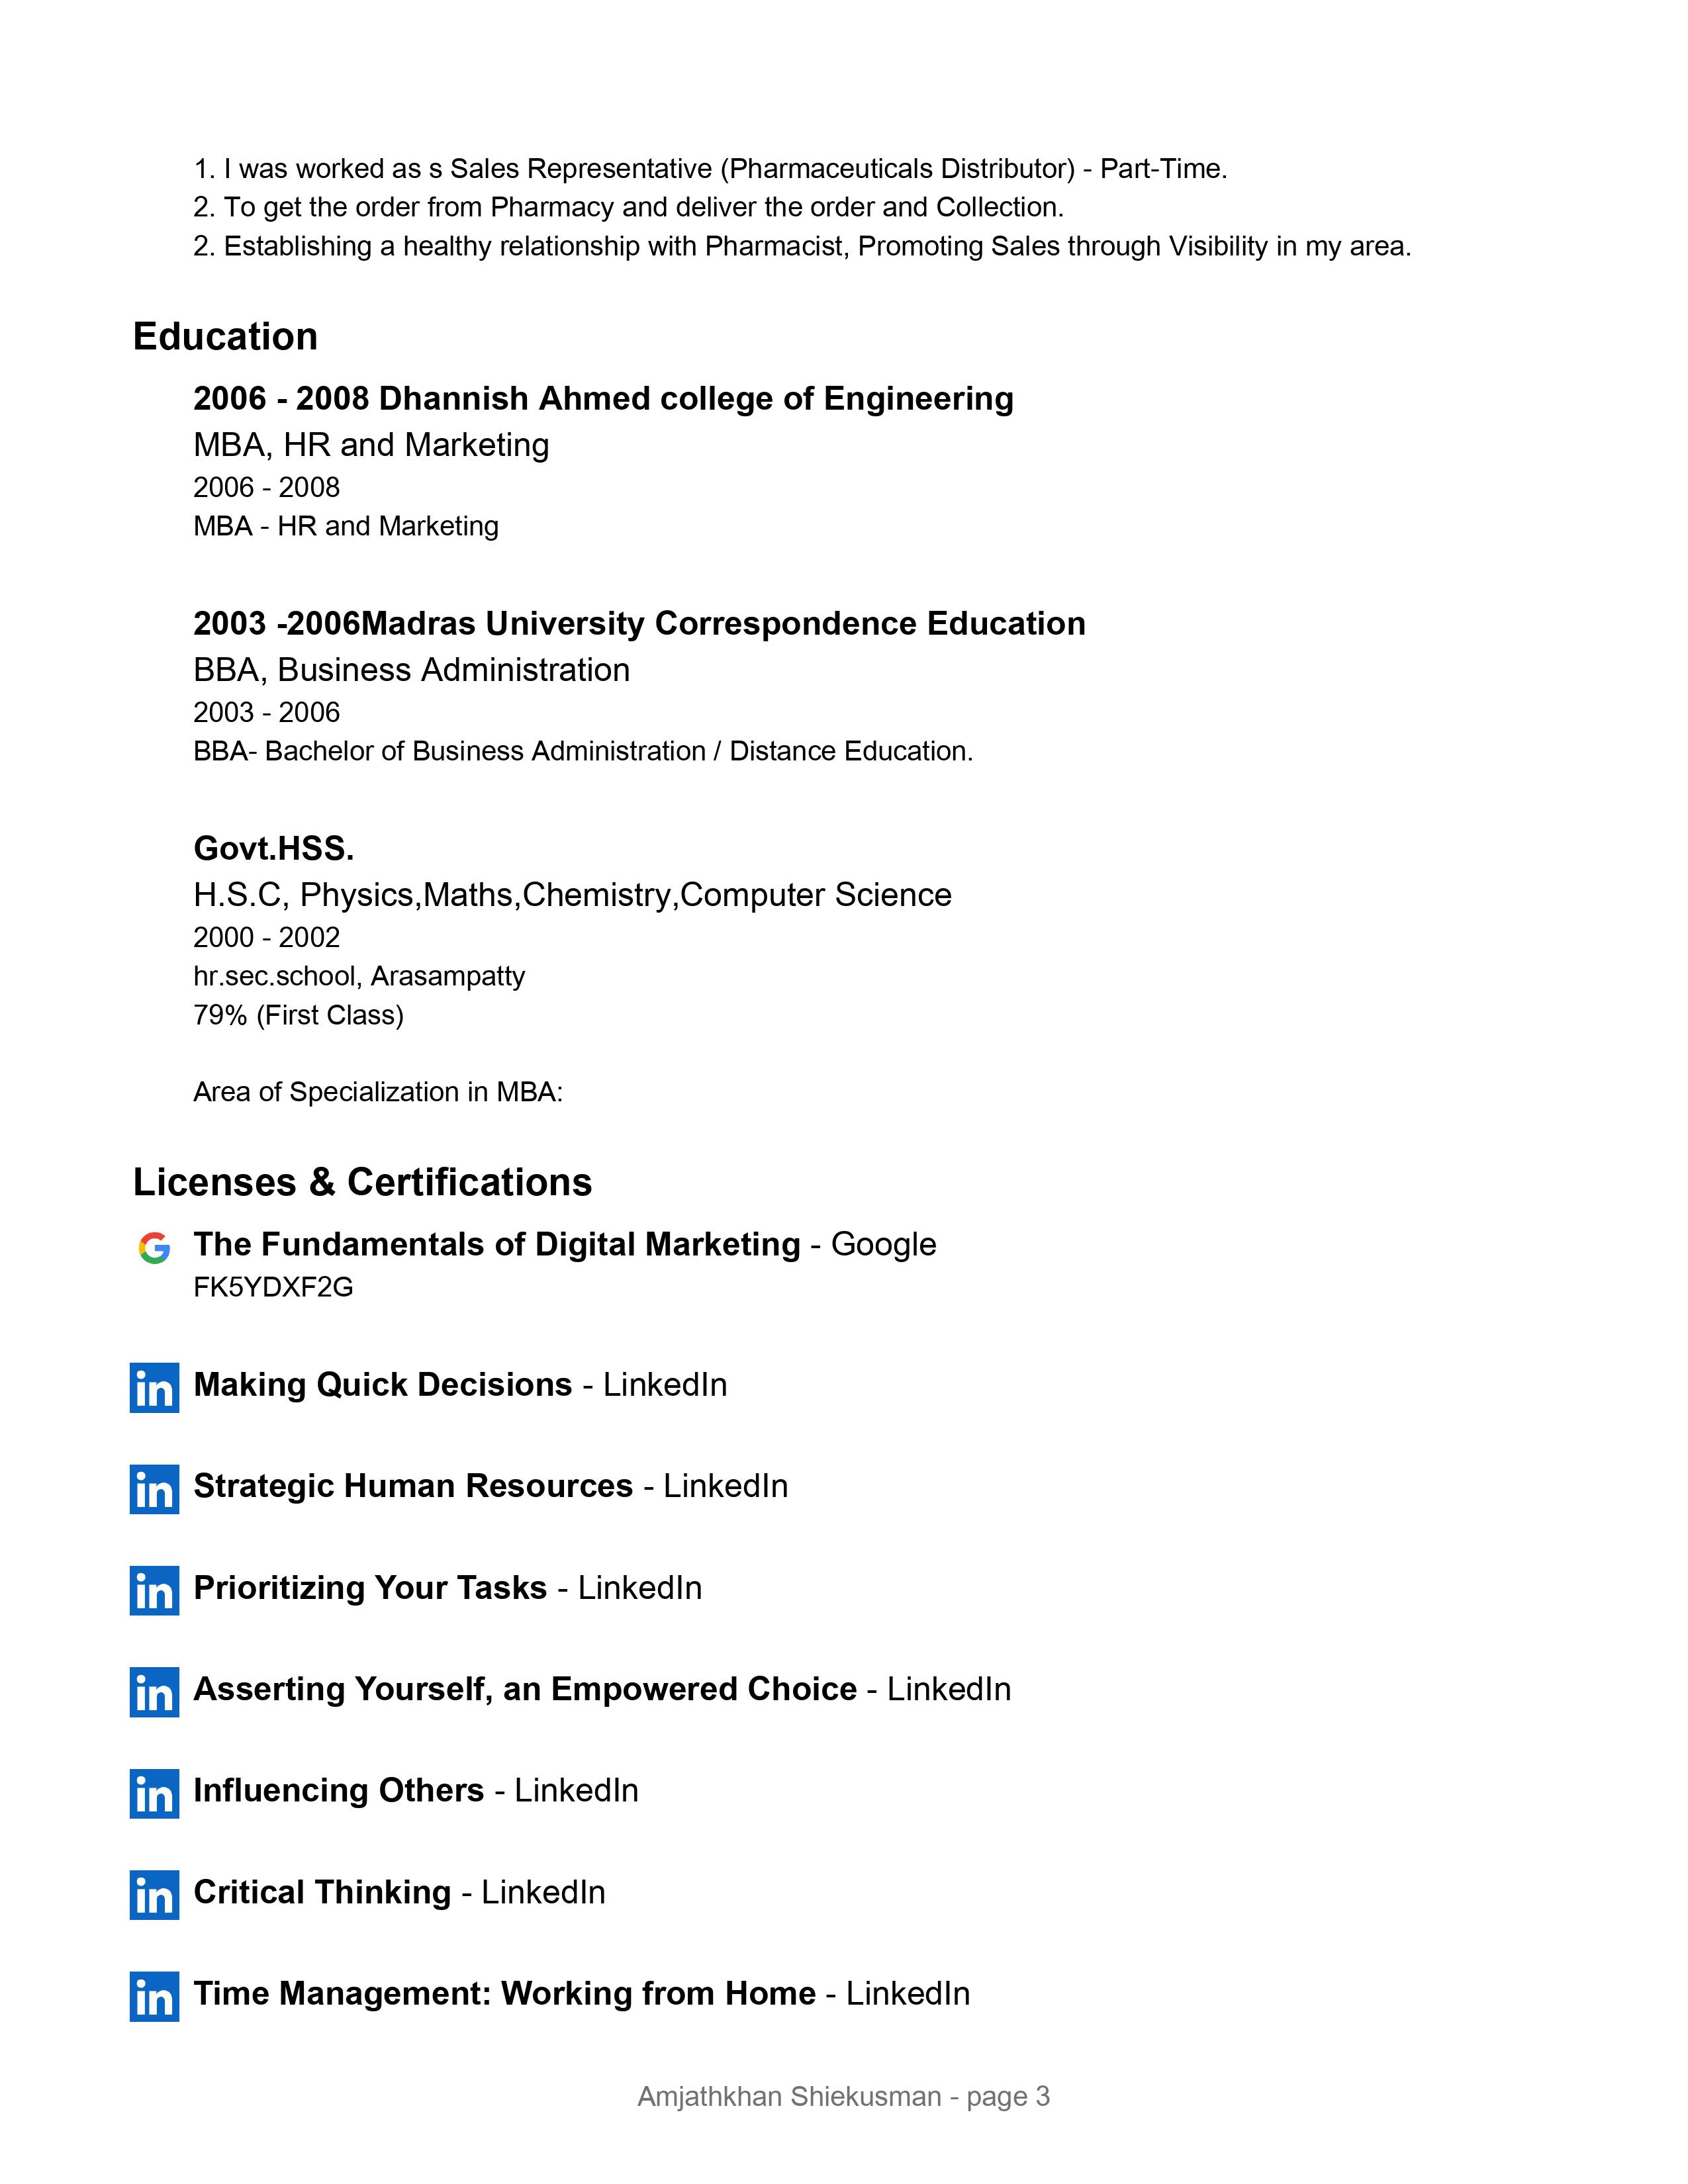 1. I was worked as s Sales Representative (Pharmaceuticals Distributor) - Part-Time.
2. To get the order from Pharmacy and deliver the order and Collection.
2. Establishing a healthy relationship with Pharmacist, Promoting Sales through Visibility in my area.
Education
2006 - 2008 Dhannish Ahmed college of Engineering
MBA, HR and Marketing
2006 - 2008
MBA - HR and Marketing
2003 -2006Madras University Correspondence Education
BBA, Business Administration
2003 - 2006
BBA- Bachelor of Business Administration / Distance Education.
Govt.HSS.
H.S.C, Physics,Maths,Chemistry,Computer Science
2000 - 2002
hr.sec.school, Arasampatty
79% (First Class)
Area of Specialization in MBA:
Licenses & Certifications
The Fundamentals of Digital Marketing - Google
FK5YDXF2G
in Making Quick Decisions - LinkedIn
in Strategic Human Resources - LinkedIn
in Prioritizing Your Tasks - LinkedIn
in Asserting Yourself, an Empowered Choice - LinkedIn
in Influencing Others - LinkedIn
in Critical Thinking - LinkedIn
in Time Management: Working from Home - LinkedIn
Amjathkhan Shiekusman - page 3